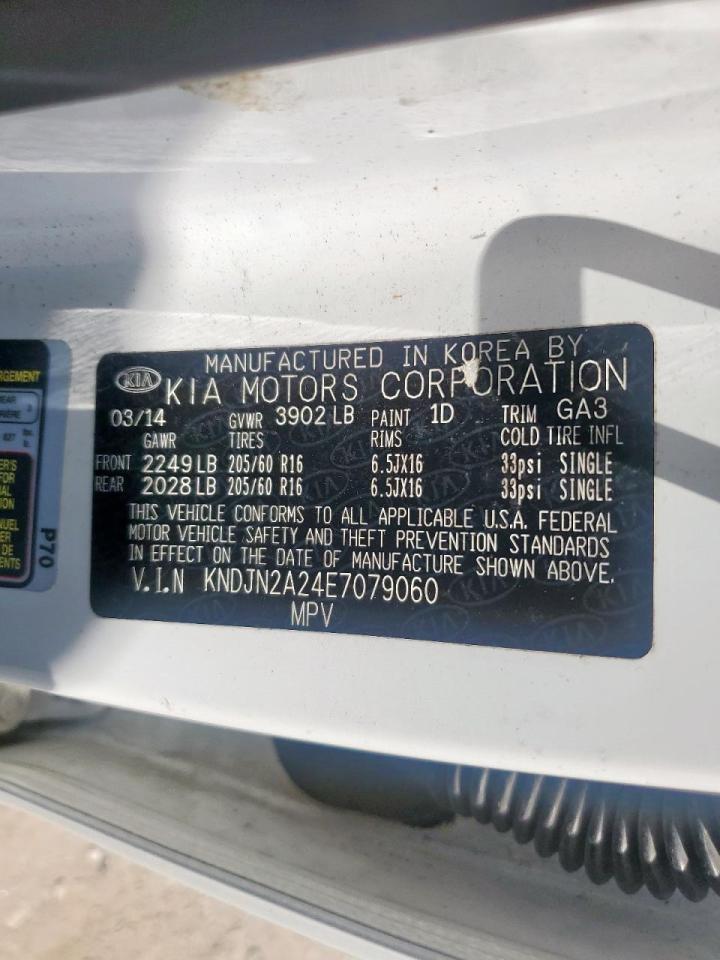 MANUFACTURED IN KOREA BY
KIA KIA MOTORS CORPORATION
03/14 GVWR 3902 LB PAINT 1D TRIM GA3
GAWR TIRES RIMS COLD TIRE INFL
FRONT 2249 LB 205/60 R16 6.5JX16 33psi SINGLE
REAR 2028 LB 205/60 R16 6.5JX16 33psi SINGLE
THIS VEHICLE CONFORMS TO ALL APPLICABLE U.S.A. FEDERAL
MOTOR VEHICLE SAFETY AND THEFT PREVENTION STANDARDS
IN EFFECT ON THE DATE OF MANUFACTURE SHOWN ABOVE.
V.I.N KNDJN2A24E7079060
MPV
P70